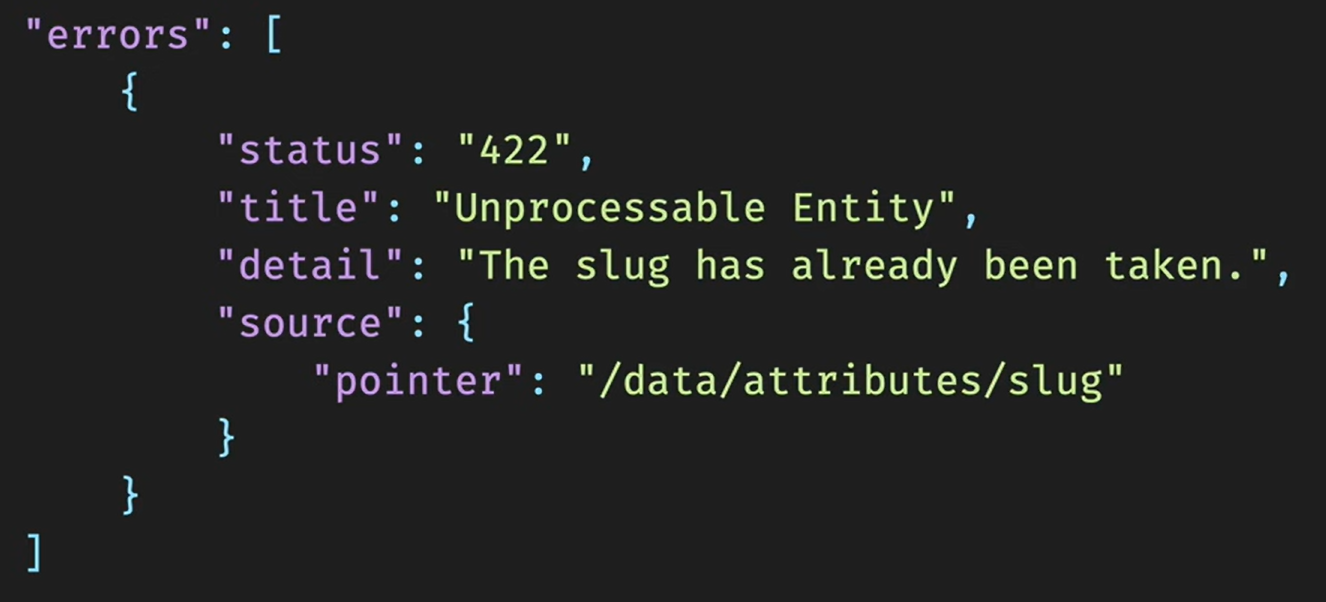 "errors": [
{
"status": "422",
"title": "Unprocessable Entity",
"detail": "The slug has already been taken.",
"source": {
"pointer": "/data/attributes/slug"
}
}
]